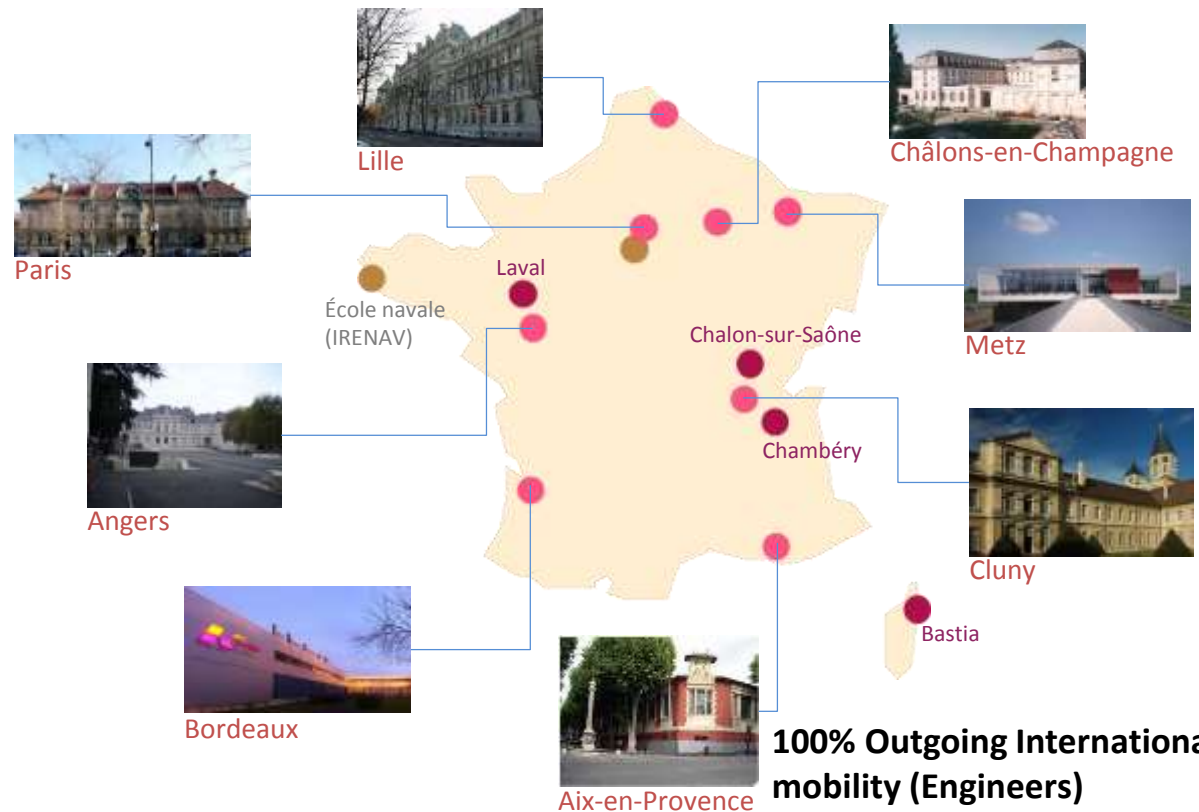 Lille
Châlons-en-Champagne
Paris
Laval
École navale
(IRENAV)
Chalon-sur-Saône
Metz
Chambéry
Angers
Cluny
Bastia
Bordeaux
Aix-en-Provence
100% Outgoing Internationa
mobility (Engineers)